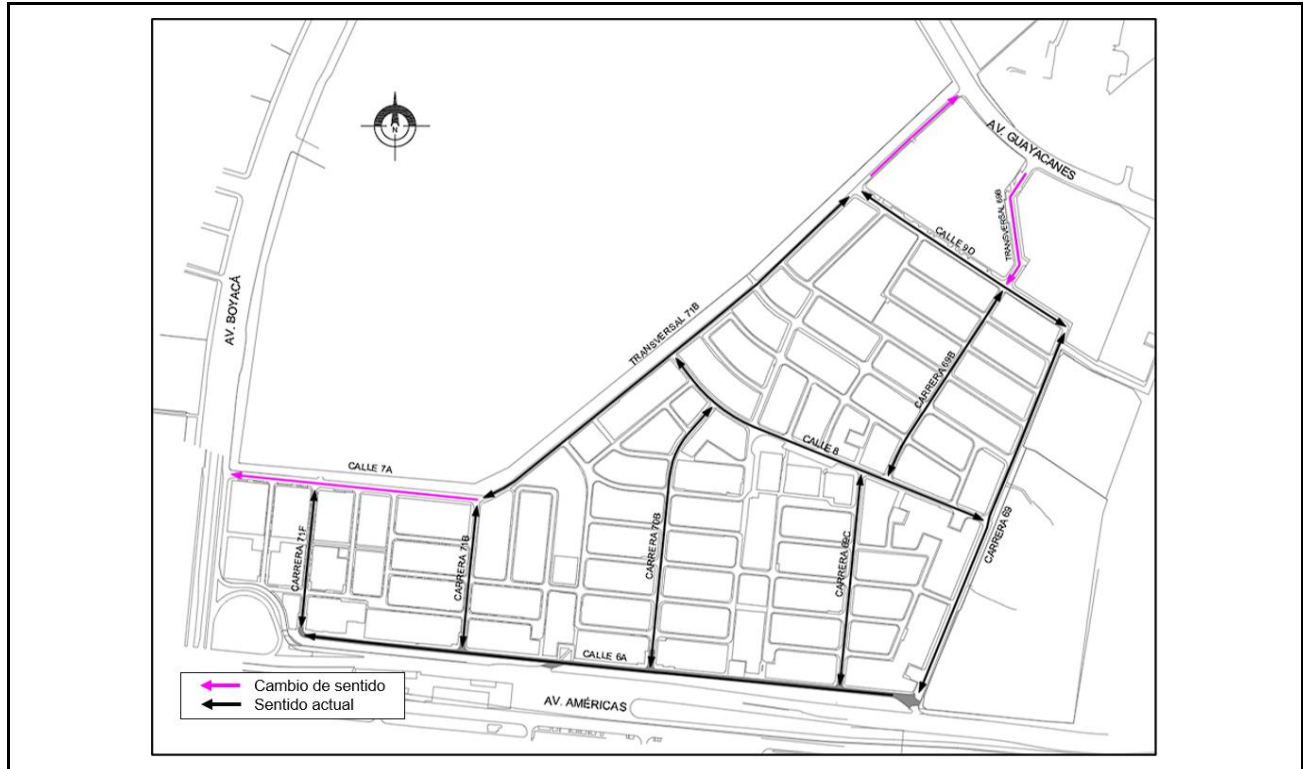 N
AV. GUAYACANES
TRANSVERSAL 69B
CALLE 9D
AV. BOYACÁ
TRANSVERSAL 71B
CARRERA 69B
CALLE 8
CALLE 7A
CARRERA 71F
CARRERA 71B
CARRERA 70B
CARRERA 69C
CARRERA 69
CALLE 6A
AV. AMÉRICAS
Cambio de sentido
Sentido actual